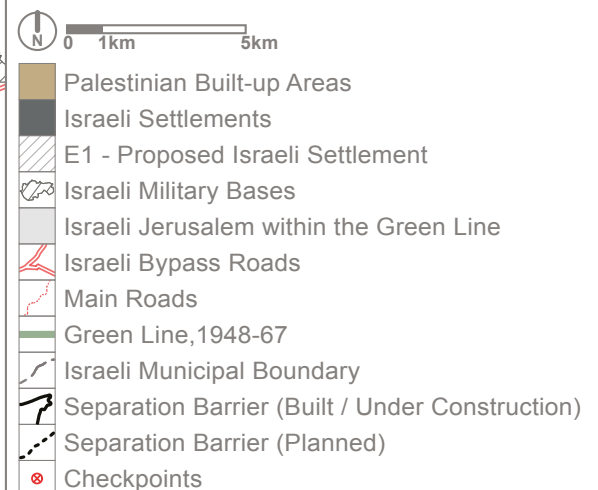 N
0 1km 5km
Palestinian Built-up Areas
Israeli Settlements
E1 - Proposed Israeli Settlement
Israeli Military Bases
Israeli Jerusalem within the Green Line
Israeli Bypass Roads
Main Roads
Green Line,1948-67
Israeli Municipal Boundary
Separation Barrier (Built / Under Construction)
Separation Barrier (Planned)
Checkpoints